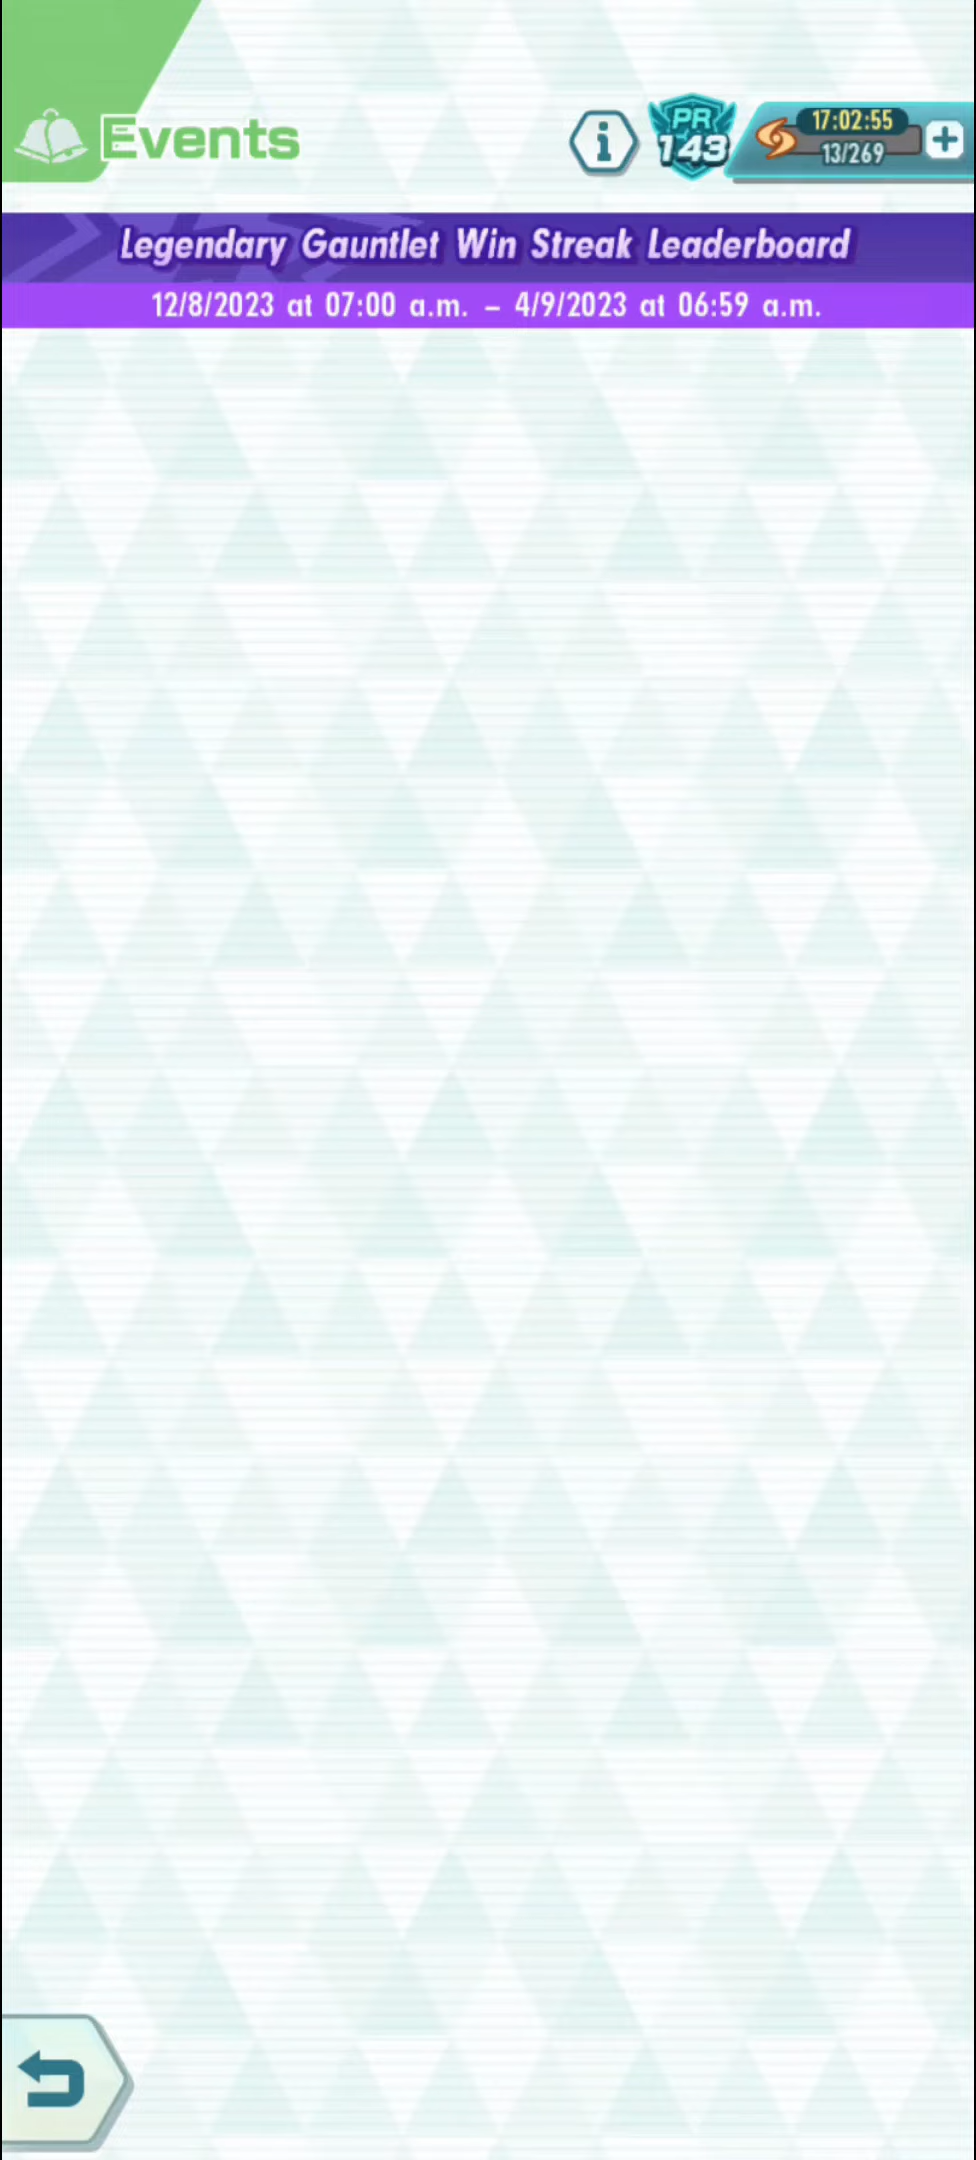 Events
PR
143
17:02:55
13/269
Legendary Gauntlet Win Streak Leaderboard
12/8/2023 at 07:00 a.m. – 4/9/2023 at 06:59 a.m.